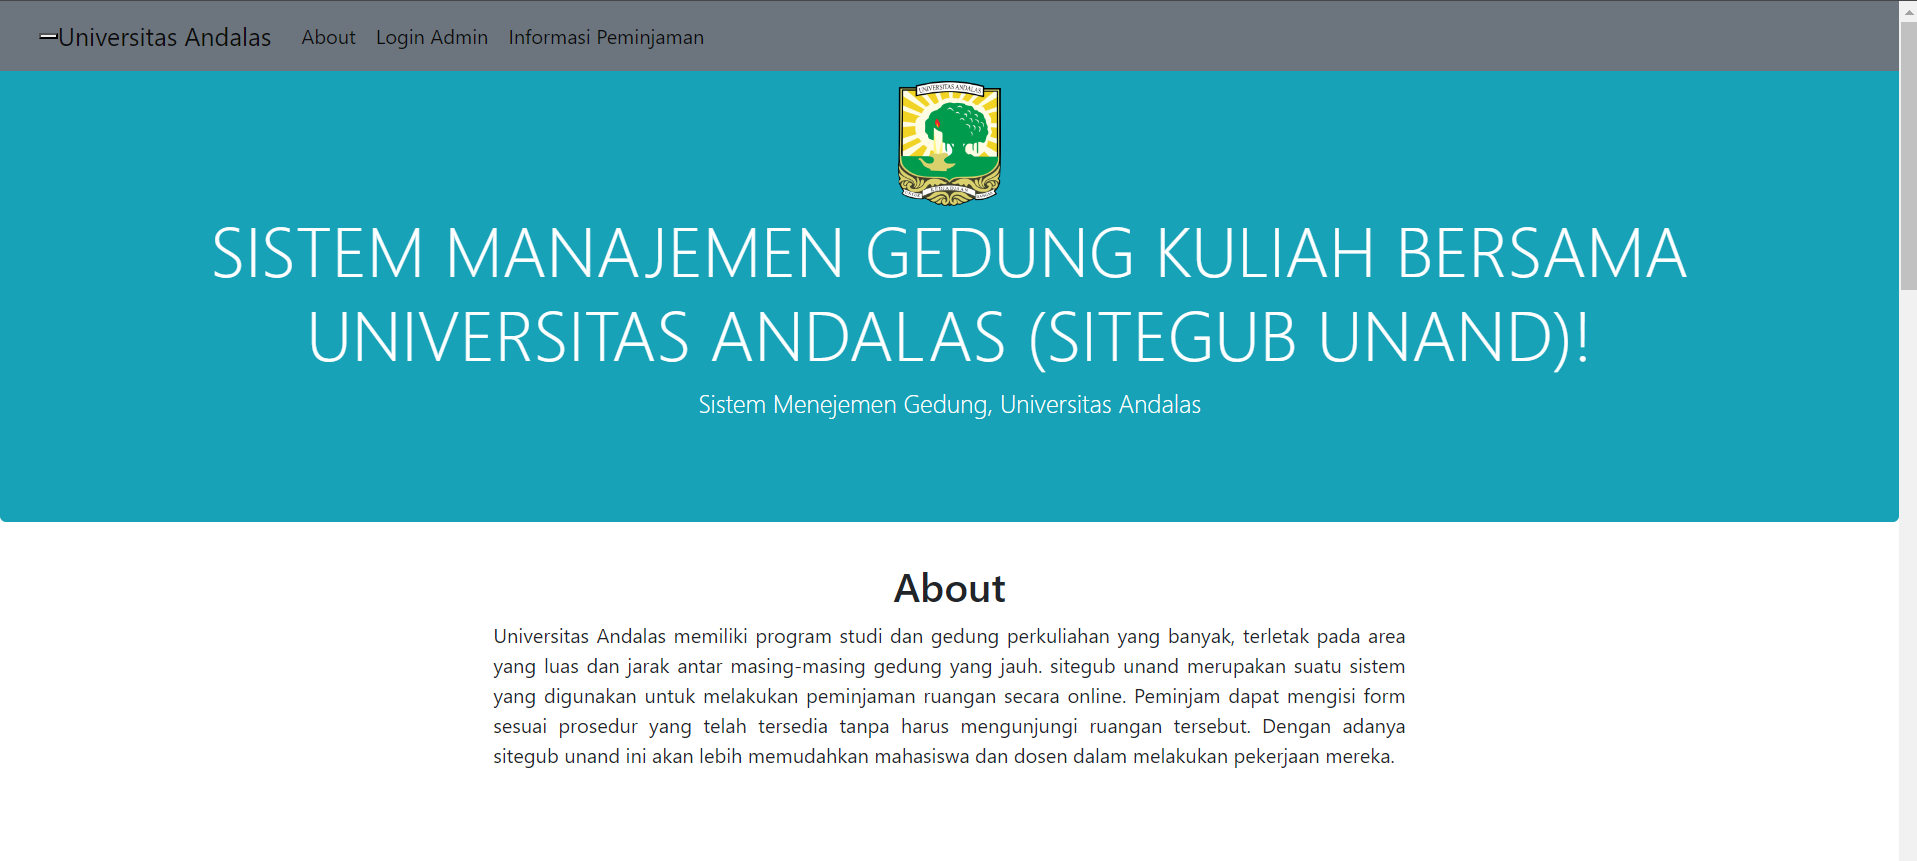 Universitas Andalas About Login Admin Informasi Peminjaman
UNIVERSITAS ANDALAS
KEDJAJAAN
SISTEM MANAJEMEN GEDUNG KULIAH BERSAMA
UNIVERSITAS ANDALAS (SITEGUB UNAND)!
Sistem Menejemen Gedung, Universitas Andalas
About
Universitas Andalas memiliki program studi dan gedung perkuliahan yang banyak, terletak pada area
yang luas dan jarak antar masing-masing gedung yang jauh. sitegub unand merupakan suatu sistem
yang digunakan untuk melakukan peminjaman ruangan secara online. Peminjam dapat mengisi form
sesuai prosedur yang telah tersedia tanpa harus mengunjungi ruangan tersebut. Dengan adanya
sitegub unand ini akan lebih memudahkan mahasiswa dan dosen dalam melakukan pekerjaan mereka.